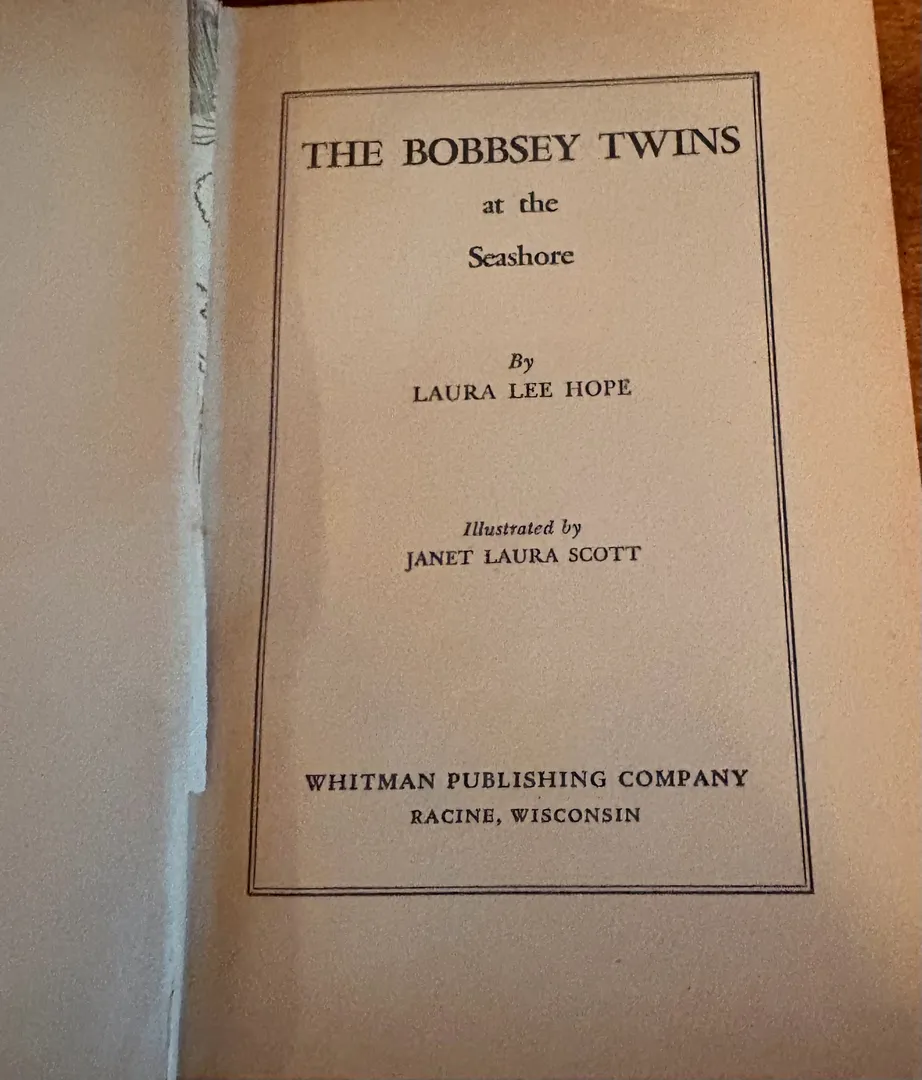 THE BOBBSEY TWINS
at the
Seashore
By
LAURA LEE HOPE
Illustrated by
JANET LAURA SCOTT
WHITMAN PUBLISHING COMPANY
RACINE, WISCONSIN